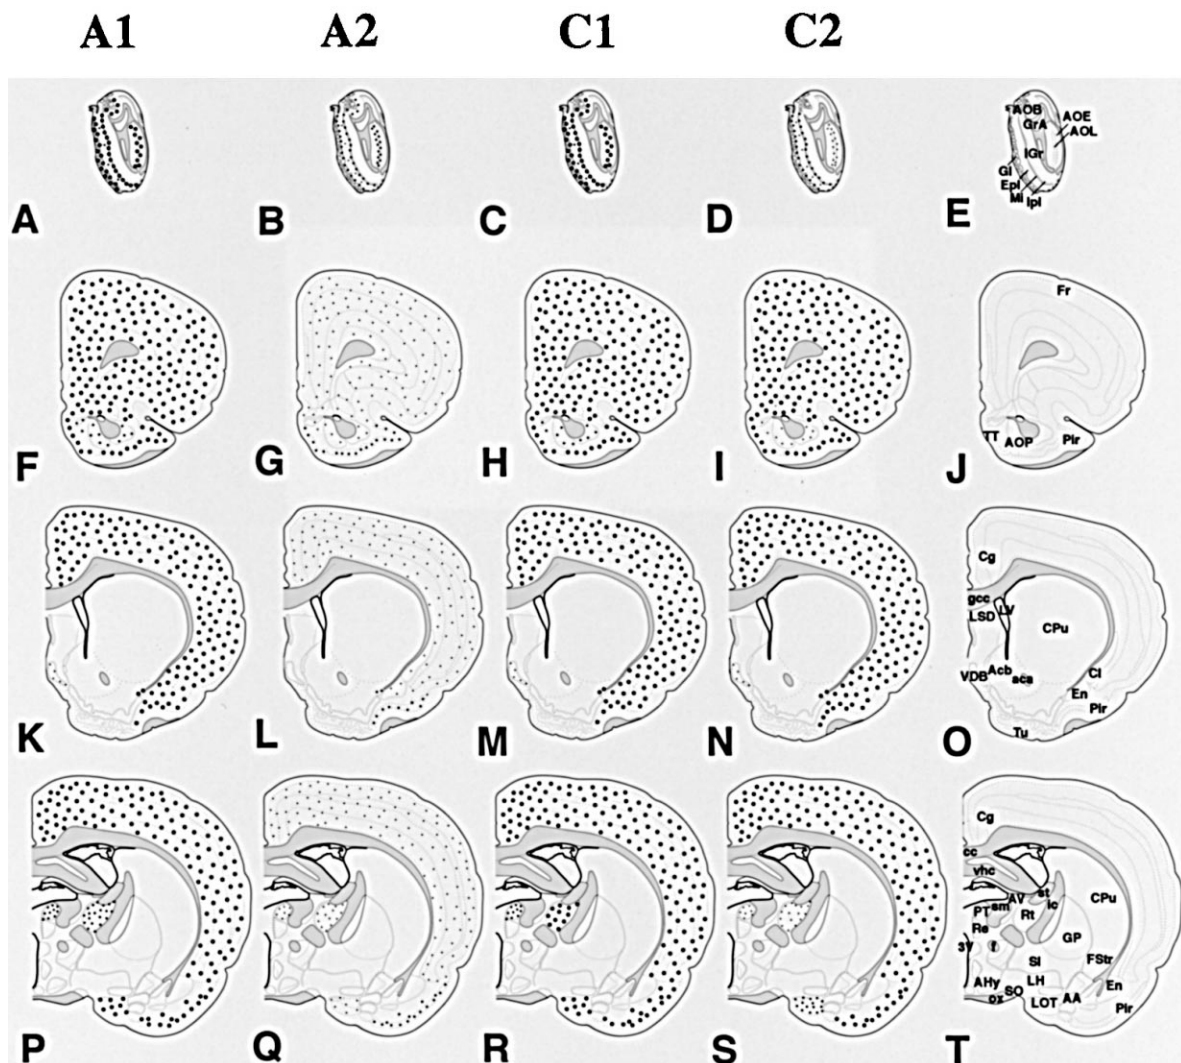 A1 A2 C1 C2
AOB AOE
GrA AOL
IGr
Gl
Epl
Mi Ipl
A B C D E
Fr
TT AOP Pir
F G H I J
Cg
gcc
LSD LV
CPu
VDB Acb aca Cl
En
Pir
Tu
K L M N O
Cg
cc
vhc
AV st ic CPu
PT sm Rt
Re
3V f GP
SI FStr
AHy LH
SO En
ox LOT AA Pir
P Q R S T